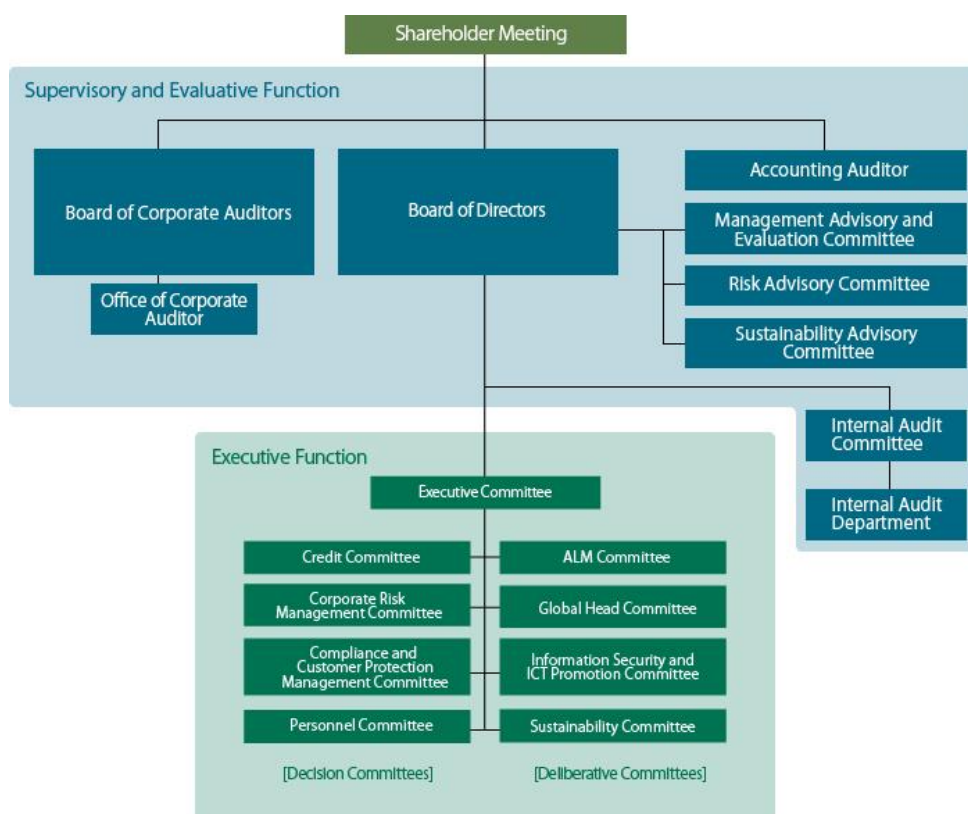 Shareholder Meeting
Supervisory and Evaluative Function
Board of Corporate Auditors
Office of Corporate
Auditor
Board of Directors
Accounting Auditor
Management Advisory and
Evaluation Committee
Risk Advisory Committee
Sustainability Advisory
Committee
Internal Audit
Committee
Internal Audit
Department
Executive Function
Executive Committee
Credit Committee
Corporate Risk
Management Committee
Compliance and
Customer Protection
Management Committee
Personnel Committee
[Decision Committees]
ALM Committee
Global Head Committee
Information Security and
ICT Promotion Committee
Sustainability Committee
[Deliberative Committees]